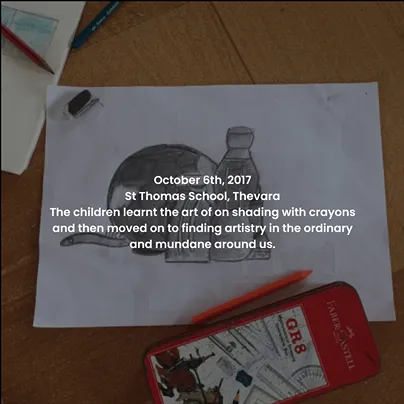 October 6th, 2017
St Thomas School, Thevara
The children learnt the art of on shading with crayons
and then moved on to finding artistry in the ordinary
and mundane around us.
FABER-CASTELL
GR8